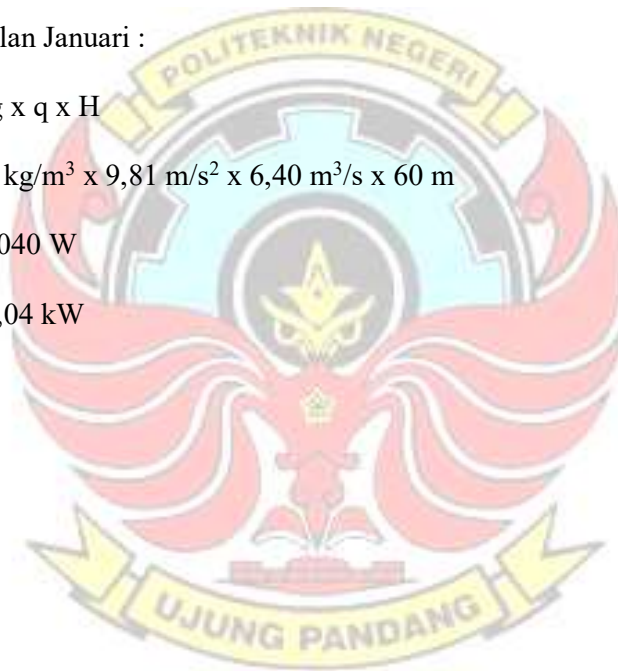 lan Januari :
g x q x H
kg/m³ x 9,81 m/s² x 6,40 m³/s x 60 m
040 W
,04 kW
POLITEKNIK NEGERI
UJUNG PANDANG